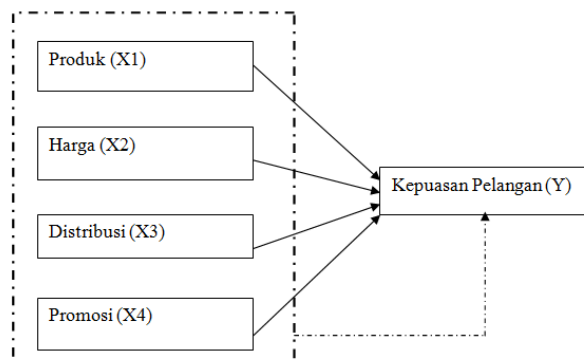 Produk (X1)
Harga (X2)
Kepuasan Pelangan (Y)
Distribusi (X3)
Promosi (X4)